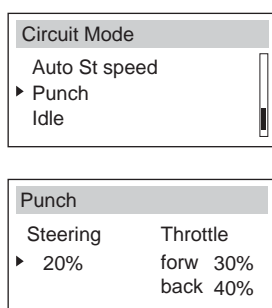 Circuit Mode
Auto St speed
Punch
Idle
Punch
Steering Throttle
20% forw 30%
back 40%